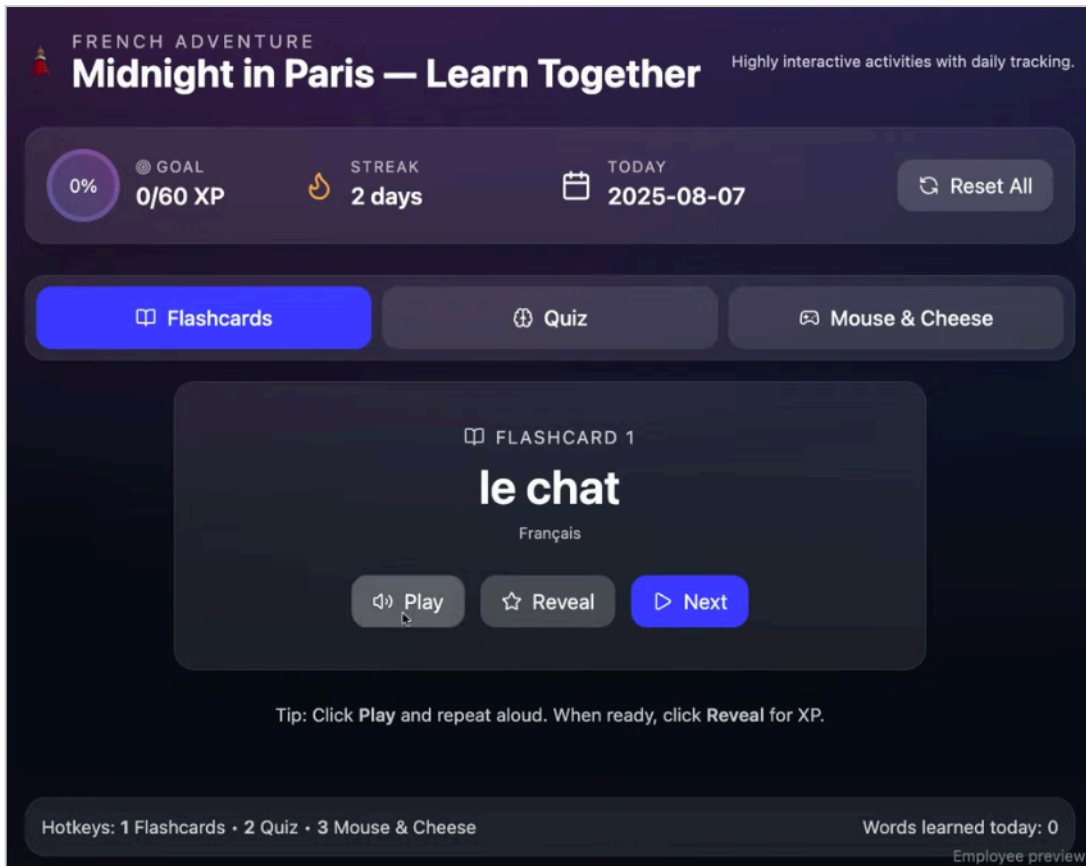 FRENCH ADVENTURE
Midnight in Paris — Learn Together
Highly interactive activities with daily tracking.
0%
GOAL
0/60 XP
STREAK
2 days
TODAY
2025-08-07
Reset All
Flashcards
Quiz
Mouse & Cheese
FLASHCARD 1
le chat
Français
Play
Reveal
Next
Tip: Click Play and repeat aloud. When ready, click Reveal for XP.
Hotkeys: 1 Flashcards • 2 Quiz • 3 Mouse & Cheese
Words learned today: 0
Employee preview